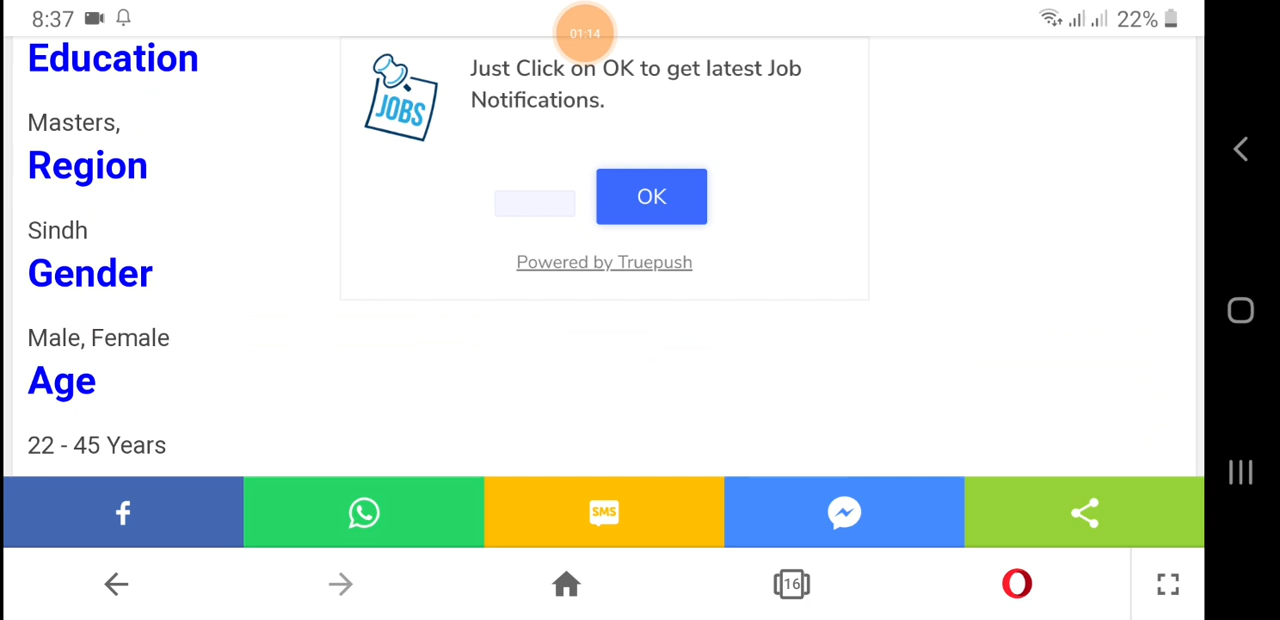 8:37
22%
01:14
Education
Masters,
Region
Sindh
Gender
Male, Female
Age
22 - 45 Years
JOBS
Just Click on OK to get latest Job
Notifications.
OK
Powered by Truepush
SMS
16